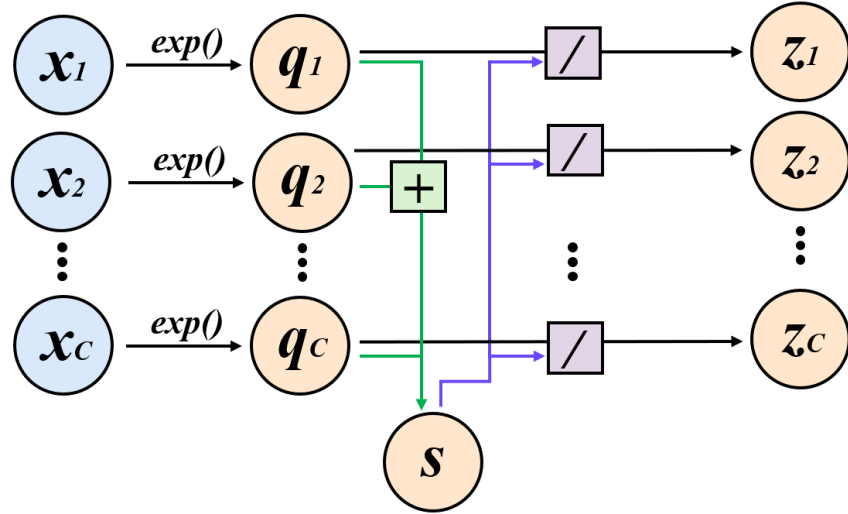 x1 exp() q1 / z1
x2 exp() q2 + / z2
xC exp() qC / zC
s